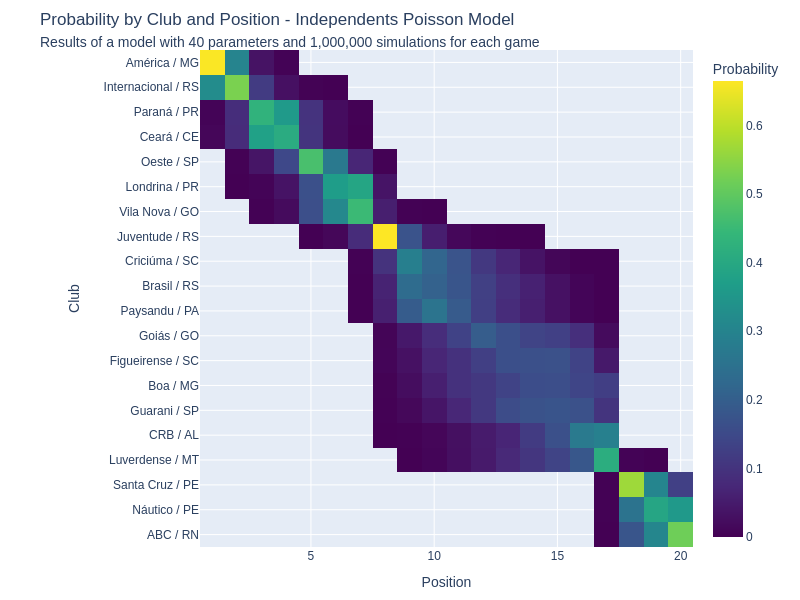 Probability by Club and Position - Independents Poisson Model
Results of a model with 40 parameters and 1,000,000 simulations for each game
Probability
América / MG
Internacional / RS
Paraná / PR
Ceará / CE
Oeste / SP
Londrina / PR
Vila Nova / GO
Juventude / RS
Criciúma / SC
Brasil / RS
Paysandu / PA
Goiás / GO
Figueirense / SC
Boa / MG
Guarani / SP
CRB / AL
Luverdense / MT
Santa Cruz / PE
Náutico / PE
ABC / RN
Club
5
10
15
20
Position
0.6
0.5
0.4
0.3
0.2
0.1
0